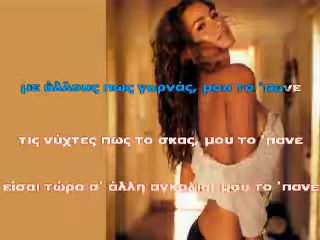 με άλλους πως γυρνάς, μου το 'πανε
τις νύχτες πως το σκας, μου το 'πανε
είσαι τώρα σ' άλλη αγκαλιά, μου το 'πανε